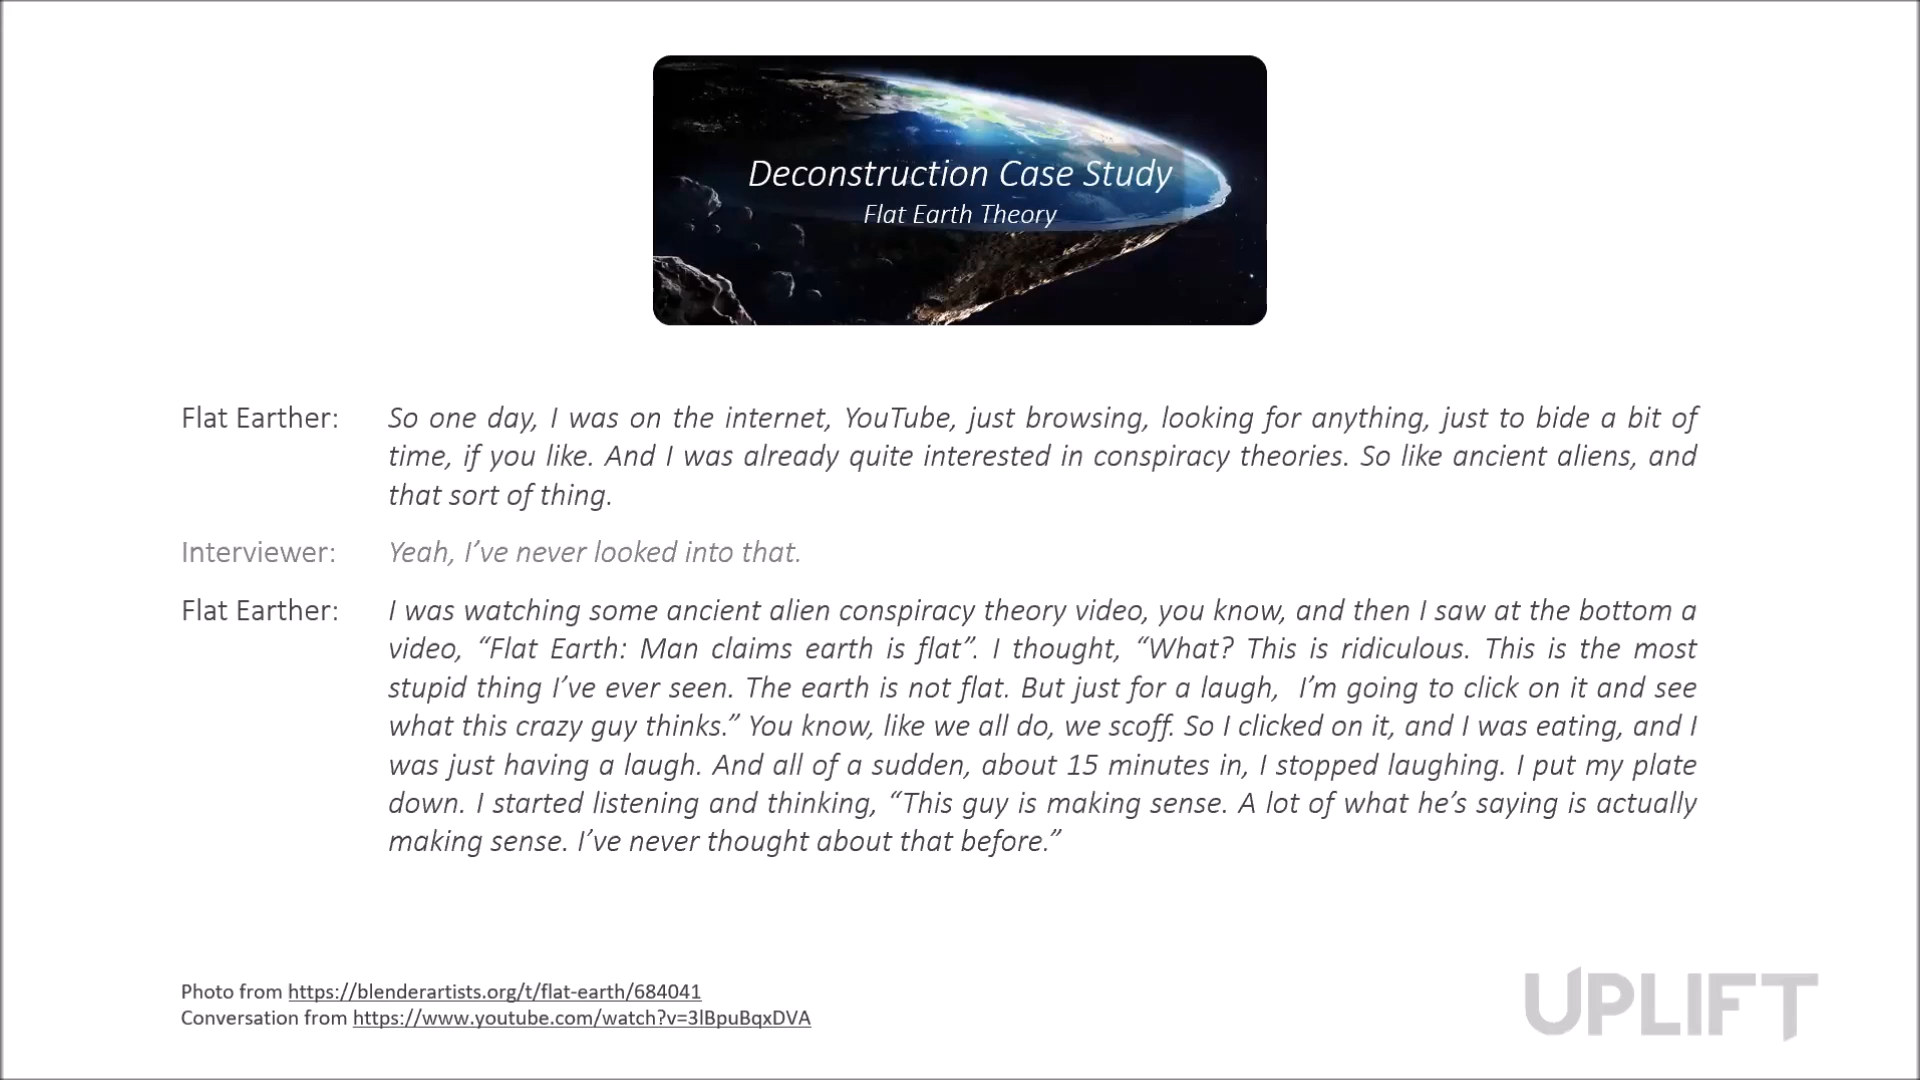 Deconstruction Case Study
Flat Earth Theory
Flat Earther: So one day, I was on the internet, YouTube, just browsing, looking for anything, just to bide a bit of
time, if you like. And I was already quite interested in conspiracy theories. So like ancient aliens, and
that sort of thing.
Interviewer: Yeah, I’ve never looked into that.
Flat Earther: I was watching some ancient alien conspiracy theory video, you know, and then I saw at the bottom a
video, “Flat Earth: Man claims earth is flat”. I thought, “What? This is ridiculous. This is the most
stupid thing I’ve ever seen. The earth is not flat. But just for a laugh, I’m going to click on it and see
what this crazy guy thinks.” You know, like we all do, we scoff. So I clicked on it, and I was eating, and I
was just having a laugh. And all of a sudden, about 15 minutes in, I stopped laughing. I put my plate
down. I started listening and thinking, “This guy is making sense. A lot of what he’s saying is actually
making sense. I’ve never thought about that before.”
Photo from https://blenderartists.org/t/flat-earth/684041
Conversation from https://www.youtube.com/watch?v=3lBpuBqxDVA
UPLIFT